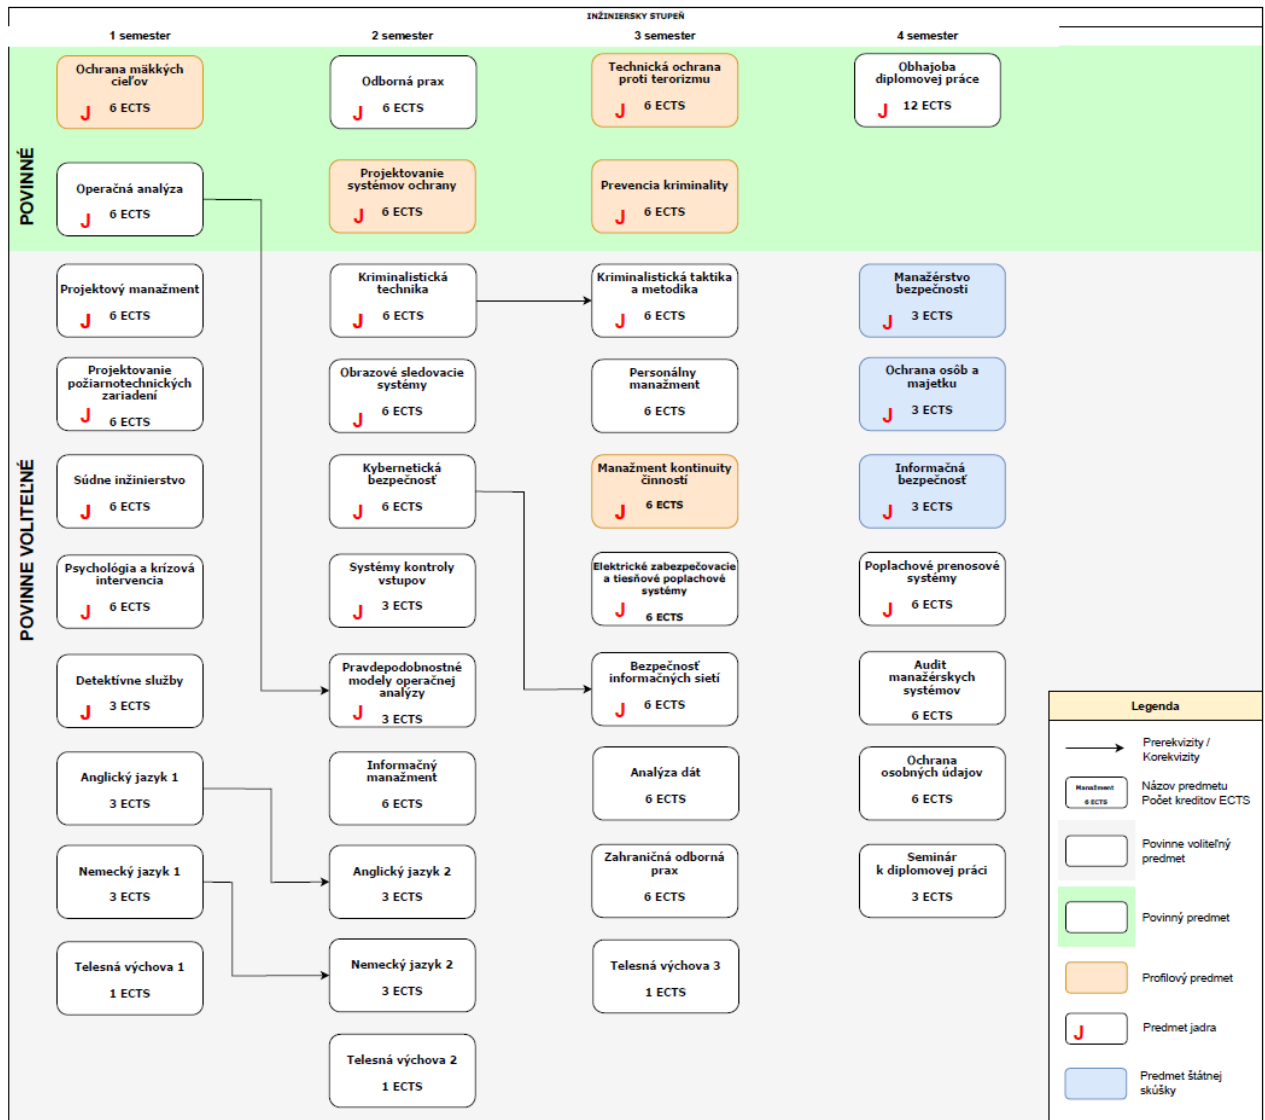 INŽINIERSKY STUPEŇ
1 semester
2 semester
3 semester
4 semester
POVINNÉ
Ochrana mäkkých
cieľov
6 ECTS
J
Odborná prax
6 ECTS
J
Technická ochrana
proti terorizmu
6 ECTS
J
Obhajoba
diplomovej práce
12 ECTS
J
Operačná analýza
6 ECTS
J
Projektovanie
systémov ochrany
6 ECTS
J
Prevencia kriminality
6 ECTS
J
POVINNE VOLITEĽNÉ
Projektový manažment
6 ECTS
J
Kriminalistická
technika
6 ECTS
J
Kriminalistická taktika
a metodika
6 ECTS
J
Manažérstvo
bezpečnosti
3 ECTS
J
Projektovanie
požiarnotechnických
zariadení
6 ECTS
J
Obrazové sledovacie
systémy
6 ECTS
J
Personálny
manažment
6 ECTS
Ochrana osôb a
majetku
3 ECTS
J
Súdne inžinierstvo
6 ECTS
J
Kybernetická
bezpečnosť
6 ECTS
J
Manažment kontinuity
činností
6 ECTS
J
Informačná
bezpečnosť
3 ECTS
J
Psychológia a krízová
intervencia
6 ECTS
J
Systémy kontroly
vstupov
3 ECTS
J
Elektrické zabezpečovacie
a tiesňové poplachové
systémy
6 ECTS
J
Poplachové prenosové
systémy
6 ECTS
J
Detektívne služby
3 ECTS
J
Pravdepodobnostné
modely operačnej
analýzy
3 ECTS
J
Bezpečnosť
informačných sietí
6 ECTS
J
Audit
manažérskych
systémov
6 ECTS
Anglický jazyk 1
3 ECTS
Informačný
manažment
6 ECTS
Analýza dát
6 ECTS
Ochrana
osobných údajov
6 ECTS
Nemecký jazyk 1
3 ECTS
Anglický jazyk 2
3 ECTS
Zahraničná odborná
prax
6 ECTS
Seminár
k diplomovej práci
3 ECTS
Telesná výchova 1
1 ECTS
Nemecký jazyk 2
3 ECTS
Telesná výchova 3
1 ECTS
Telesná výchova 2
1 ECTS
Legenda
Prerekvizity /
Korekvizity
Manažment
6 ECTS
Názov predmetu
Počet kreditov ECTS
Povinne voliteľný
predmet
Povinný predmet
Profilový predmet
J
Predmet jadra
Predmet štátnej
skúšky